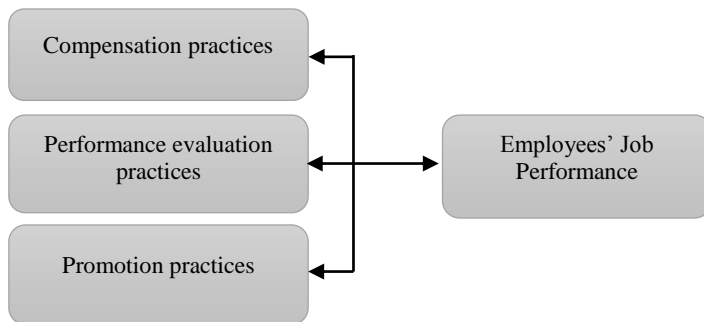 Compensation practices
Performance evaluation
practices
Promotion practices
Employees’ Job
Performance